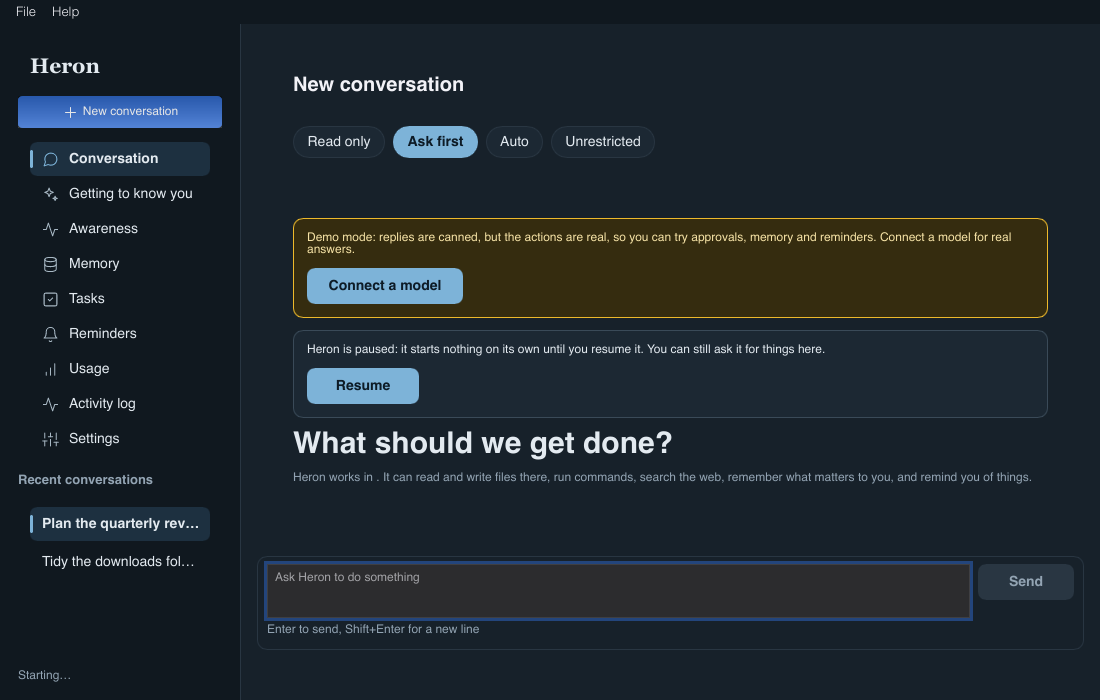 File Help
Heron
New conversation
Conversation
Getting to know you
Awareness
Memory
Tasks
Reminders
Usage
Activity log
Settings
Recent conversations
Plan the quarterly rev…
Tidy the downloads fol…
Starting…
New conversation
Read only Ask first Auto Unrestricted
Demo mode: replies are canned, but the actions are real, so you can try approvals, memory and reminders. Connect a model for real
answers.
Connect a model
Heron is paused: it starts nothing on its own until you resume it. You can still ask it for things here.
Resume
What should we get done?
Heron works in . It can read and write files there, run commands, search the web, remember what matters to you, and remind you of things.
Ask Heron to do something
Send
Enter to send, Shift+Enter for a new line